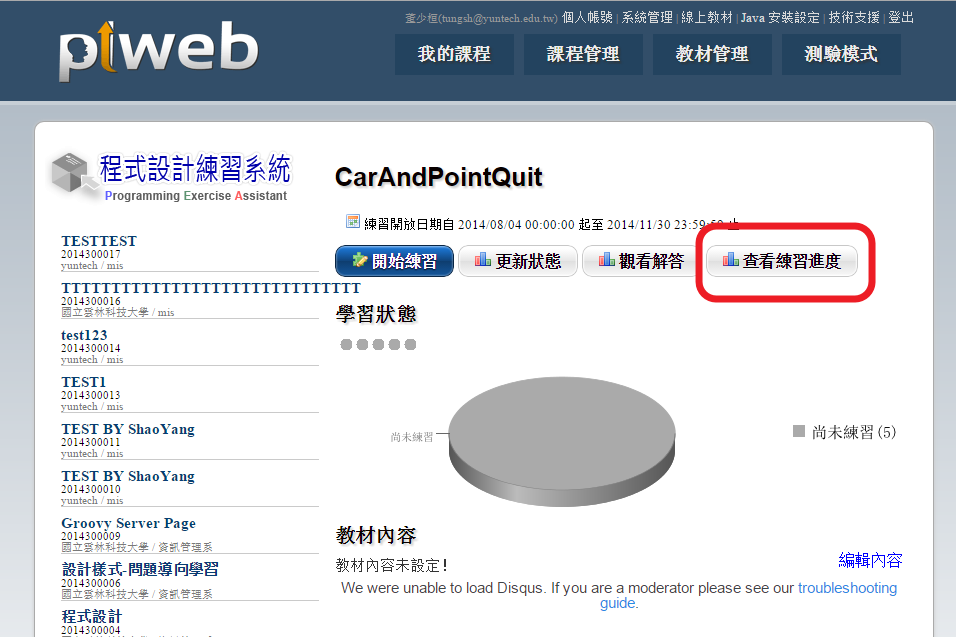 董少桓(tungsh@yuntech.edu.tw) 個人帳號 | 系統管理 | 線上教材 | Java 安裝設定 | 技術支援 | 登出
plweb
我的課程 課程管理 教材管理 測驗模式
程式設計練習系統
Programming Exercise Assistant
TESTTEST
2014300017
yuntech / mis
TTTTTTTTTTTTTTTTTTTTTTTTTTTTTT
2014300016
國立雲林科技大學 / mis
test123
2014300014
yuntech / mis
TEST1
2014300013
yuntech / mis
TEST BY ShaoYang
2014300011
yuntech / mis
TEST BY ShaoYang
2014300010
yuntech / mis
Groovy Server Page
2014300009
國立雲林科技大學 / 資訊管理系
設計樣式-問題導向學習
2014300006
國立雲林科技大學 / 資訊管理系
程式設計
2014300004
CarAndPointQuit
練習開放日期自 2014/08/04 00:00:00 起至 2014/11/30 23:59:59 止
開始練習 更新狀態 觀看解答 查看練習進度
學習狀態
尚未練習
尚未練習 (5)
教材內容
編輯內容
教材內容未設定!
We were unable to load Disqus. If you are a moderator please see our troubleshooting
guide.